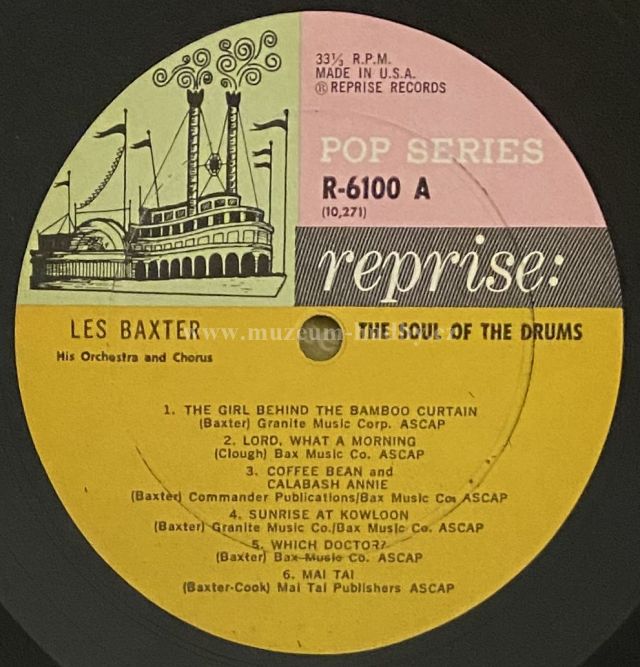 33⅓ R.P.M.
MADE IN U.S.A.
Ⓡ REPRISE RECORDS
POP SERIES
R-6100 A
(10,271)
reprise:
LES BAXTER
His Orchestra and Chorus
THE SOUL OF THE DRUMS
1. THE GIRL BEHIND THE BAMBOO CURTAIN
(Baxter) Granite Music Corp. ASCAP
2. LORD, WHAT A MORNING
(Clough) Bax Music Co. ASCAP
3. COFFEE BEAN and
CALABASH ANNIE
(Baxter) Commander Publications/Bax Music Co. ASCAP
4. SUNRISE AT KOWLOON
(Baxter) Granite Music Co./Bax Music Co. ASCAP
5. WHICH DOCTOR?
(Baxter) Bax Music Co. ASCAP
6. MAI TAI
(Baxter-Cook) Mai Tai Publishers ASCAP